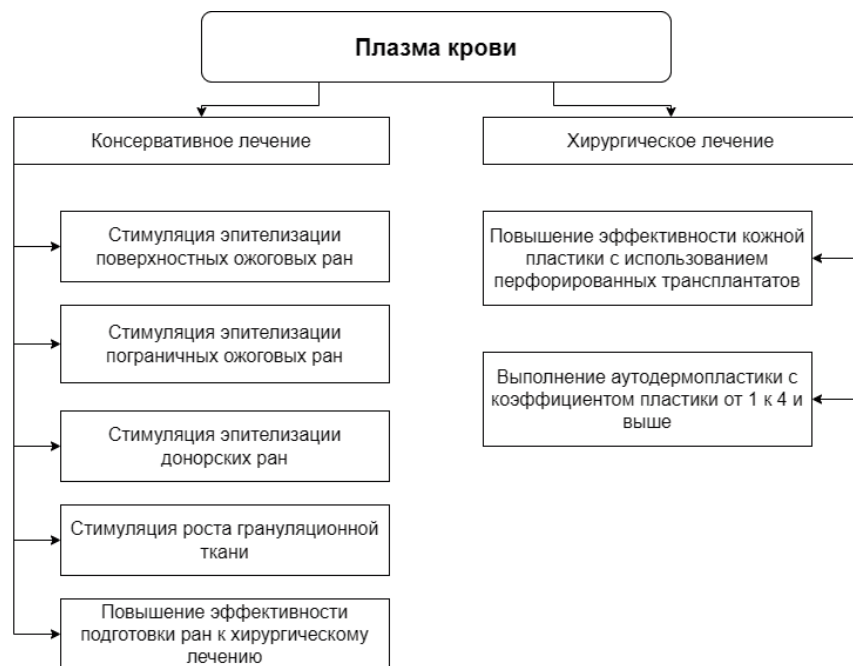 Плазма крови
Консервативное лечение
Хирургическое лечение
Стимуляция эпителизации
поверхностных ожоговых ран
Стимуляция эпителизации
пограничных ожоговых ран
Стимуляция эпителизации
донорских ран
Стимуляция роста грануляционной
ткани
Повышение эффективности
подготовки ран к хирургическому
лечению
Повышение эффективности кожной
пластики с использованием
перфорированных трансплантатов
Выполнение аутодермопластики с
коэффициентом пластики от 1 к 4 и
выше